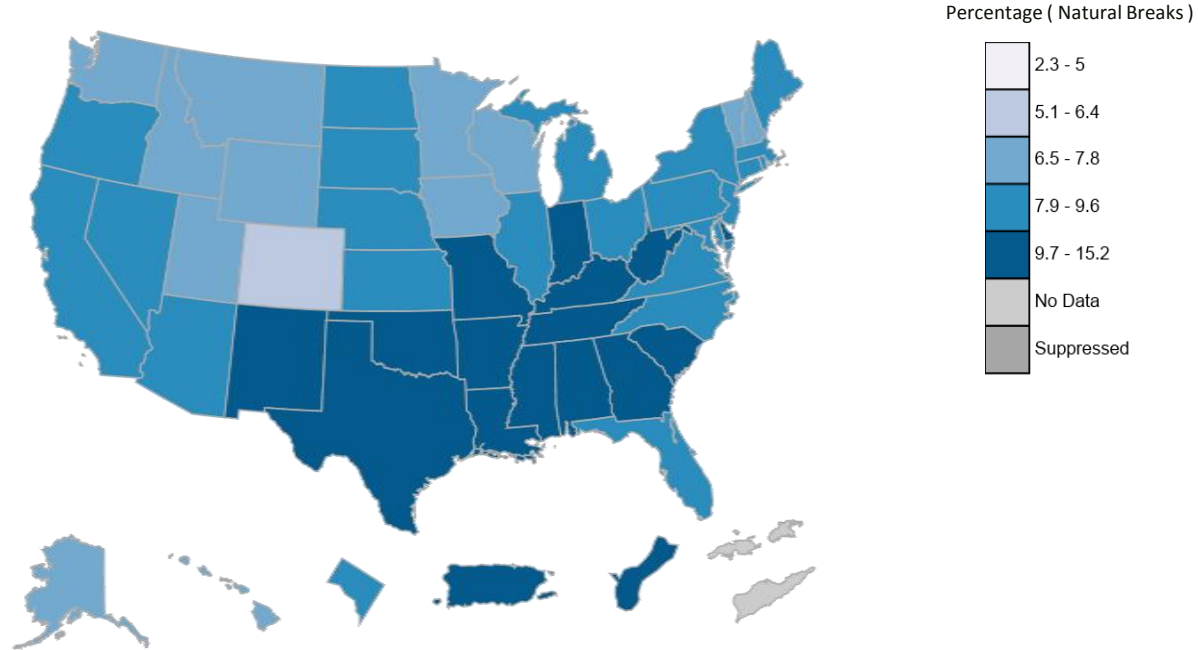 Percentage ( Natural Breaks )
2.3 - 5
5.1 - 6.4
6.5 - 7.8
7.9 - 9.6
9.7 - 15.2
No Data
Suppressed